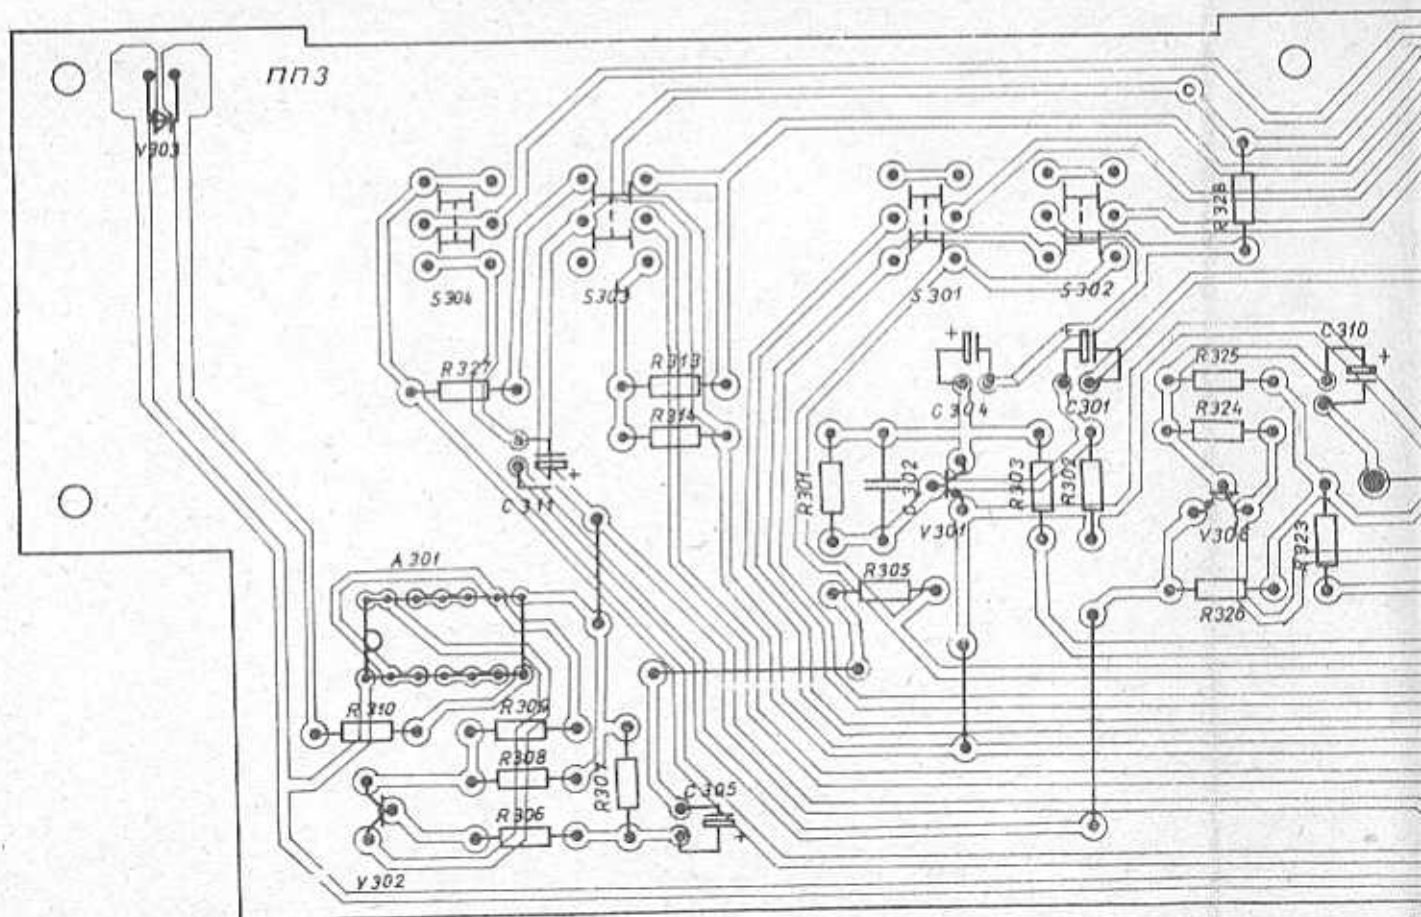 ПП3
V303
R328
S304
S303
S301
S302
C310
+
+
+
R327
R313
R325
R314
C304
C301
R324
+
C311
R301
C302
R303
R302
V301
V306
R323
A301
R305
R326
R310
R309
R308
R307
C305
R306
+
V302